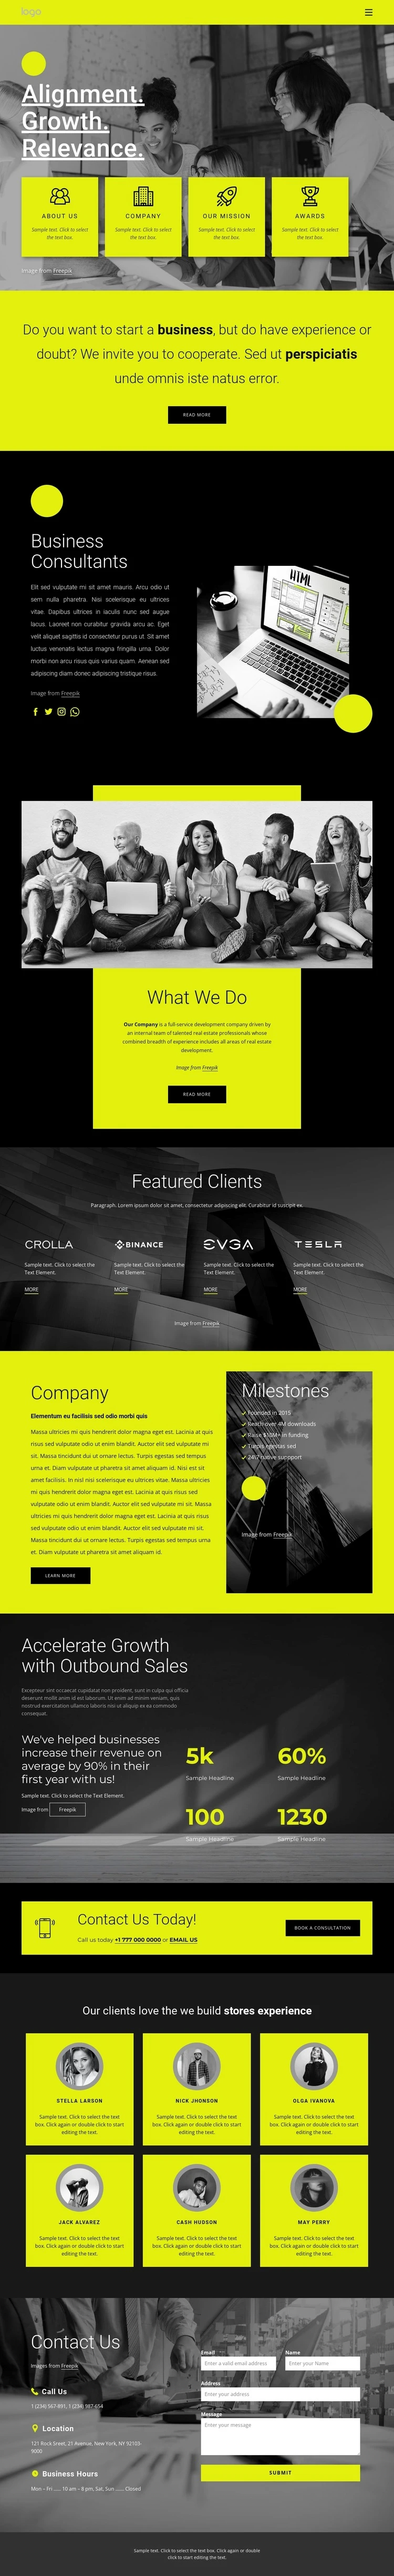 logo
Alignment.
Growth.
Relevance.
ABOUT US
Sample text. Click to select
the text box.
COMPANY
Sample text. Click to select
the text box.
OUR MISSION
Sample text. Click to select
the text box.
AWARDS
Sample text. Click to select
the text box.
Image from Freepik
Do you want to start a business, but do have experience or
doubt? We invite you to cooperate. Sed ut perspiciatis
unde omnis iste natus error.
READ MORE
Business
Consultants
Elit sed vulputate mi sit amet mauris. Arcu odio ut
sem nulla pharetra. Nisi scelerisque eu ultrices
vitae. Dapibus ultrices in iaculis nunc sed augue
lacus. Laoreet non curabitur gravida arcu ac. Eget
velit aliquet sagittis id consectetur purus ut. Sit amet
luctus venenatis lectus magna fringilla urna. Dolor
morbi non arcu risus quis varius quam. Aenean sed
adipiscing diam donec adipiscing tristique risus.
Image from Freepik
HTML
What We Do
Our Company is a full-service development company driven by
an internal team of talented real estate professionals whose
combined breadth of experience includes all areas of real estate
development.
Image from Freepik
READ MORE
Featured Clients
Paragraph. Lorem ipsum dolor sit amet, consectetur adipiscing elit. Curabitur id suscipit ex.
CROLLA
Sample text. Click to select the
Text Element.
MORE
BINANCE
Sample text. Click to select the
Text Element.
MORE
EVGA
Sample text. Click to select the
Text Element.
MORE
TESLA
Sample text. Click to select the
Text Element.
MORE
Image from Freepik
Company
Elementum eu facilisis sed odio morbi quis
Massa ultricies mi quis hendrerit dolor magna eget est. Lacinia at quis
risus sed vulputate odio ut enim blandit. Auctor elit sed vulputate mi
sit. Massa tincidunt dui ut ornare lectus. Turpis egestas sed tempus
urna et. Diam vulputate ut pharetra sit amet aliquam id. Nisi est sit
amet facilisis. In nisl nisi scelerisque eu ultrices vitae. Massa ultricies
mi quis hendrerit dolor magna eget est. Lacinia at quis risus sed
vulputate odio ut enim blandit. Auctor elit sed vulputate mi sit. Massa
ultricies mi quis hendrerit dolor magna eget est. Lacinia at quis risus
sed vulputate odio ut enim blandit. Auctor elit sed vulputate mi sit.
Massa tincidunt dui ut ornare lectus. Turpis egestas sed tempus urna
et. Diam vulputate ut pharetra sit amet aliquam id.
LEARN MORE
Milestones
Founded in 2015
Reach over 4M downloads
Raise $18M+ in funding
Turpis egestas sed
24/7 native support
Image from Freepik
Accelerate Growth
with Outbound Sales
Excepteur sint occaecat cupidatat non proident, sunt in culpa qui officia
deserunt mollit anim id est laborum. Ut enim ad minim veniam, quis
nostrud exercitation ullamco laboris nisi ut aliquip ex ea commodo
consequat.
We've helped businesses
increase their revenue on
average by 90% in their
first year with us!
Sample text. Click to select the Text Element.
Image from Freepik
5k
Sample Headline
60%
Sample Headline
100
Sample Headline
1230
Sample Headline
Contact Us Today!
Call us today +1 777 000 0000 or EMAIL US
BOOK A CONSULTATION
Our clients love the we build stores experience
STELLA LARSON
Sample text. Click to select the text
box. Click again or double click to start
editing the text.
NICK JHONSON
Sample text. Click to select the text
box. Click again or double click to start
editing the text.
OLGA IVANOVA
Sample text. Click to select the text
box. Click again or double click to start
editing the text.
JACK ALVAREZ
Sample text. Click to select the text
box. Click again or double click to start
editing the text.
CASH HUDSON
Sample text. Click to select the text
box. Click again or double click to start
editing the text.
MAY PERRY
Sample text. Click to select the text
box. Click again or double click to start
editing the text.
Contact Us
Images from Freepik
Call Us
1 (234) 567-891, 1 (234) 987-654
Location
121 Rock Sreet, 21 Avenue, New York, NY 92103-
9000
Business Hours
Mon – Fri ...... 10 am – 8 pm, Sat, Sun ....... Closed
Email
Enter a valid email address
Name
Enter your Name
Address
Enter your address
Message
Enter your message
SUBMIT
Sample text. Click to select the text box. Click again or double
click to start editing the text.